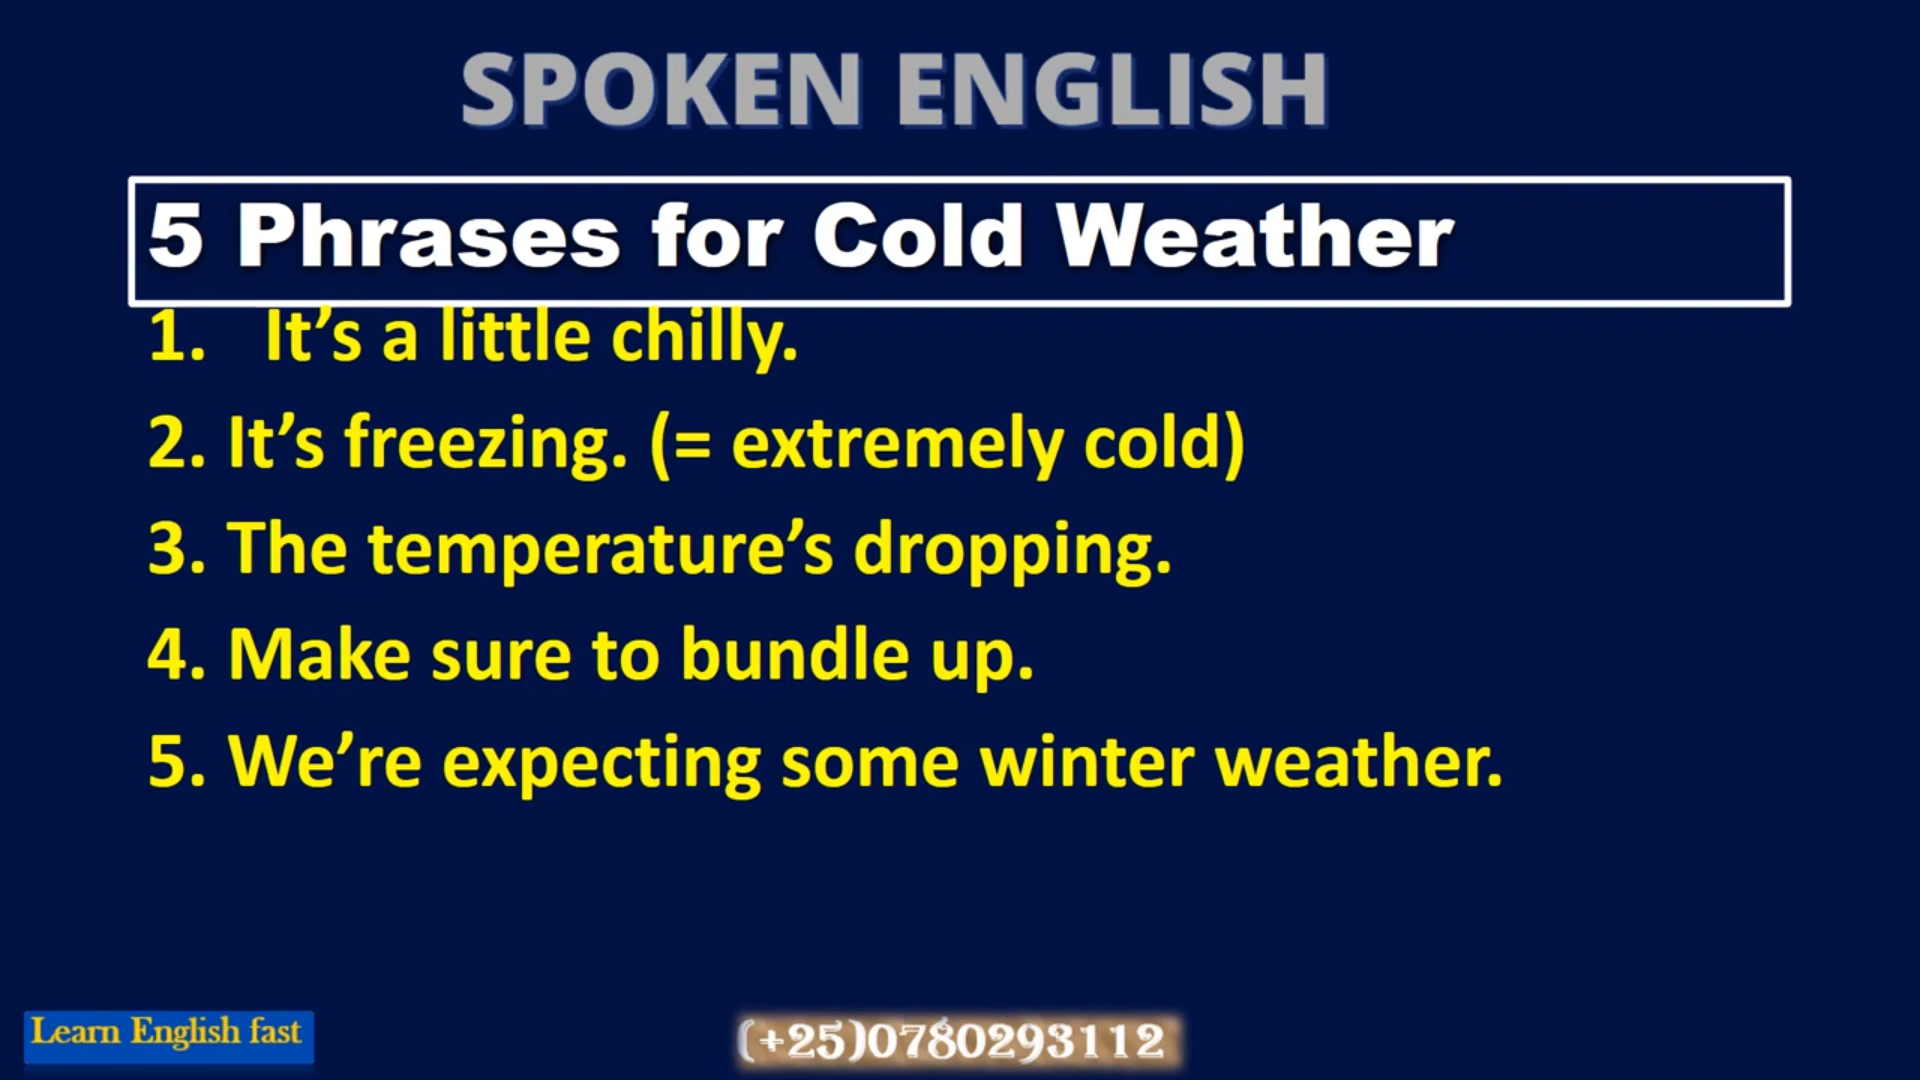 SPOKEN ENGLISH
5 Phrases for Cold Weather
1. It’s a little chilly.
2. It’s freezing. (= extremely cold)
3. The temperature’s dropping.
4. Make sure to bundle up.
5. We’re expecting some winter weather.
Learn English fast
(+25)0780293112